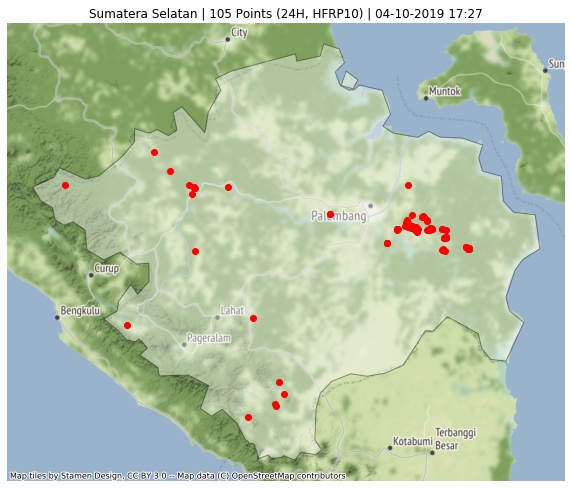 Sumatera Selatan | 105 Points (24H, HFRP10) | 04-10-2019 17:27
City
Sun
Muntok
Palembang
Curup
Bengkulu
Lahat
Pageralam
Terbanggi
Besar
Kotabumi
Map tiles by Stamen Design, CC BY 3.0 -- Map data (C) OpenStreetMap contributors